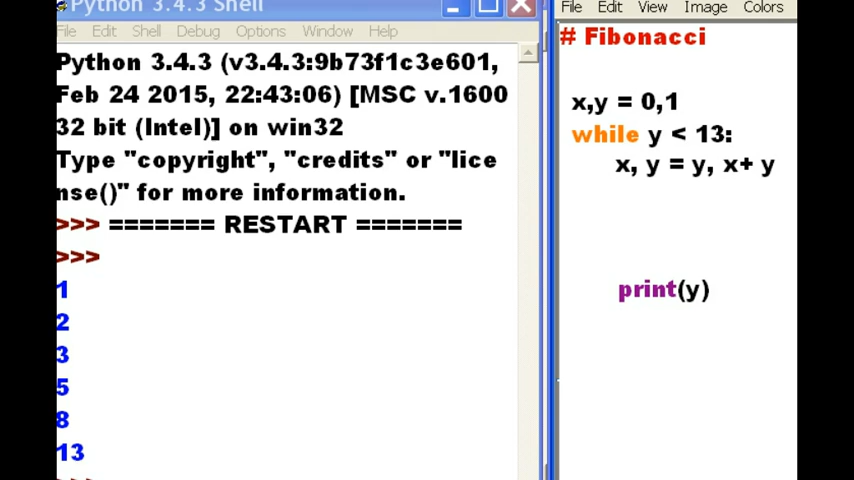 Python 3.4.3 Shell
File Edit Shell Debug Options Window Help
Python 3.4.3 (v3.4.3:9b73f1c3e601,
Feb 24 2015, 22:43:06) [MSC v.1600
32 bit (Intel)] on win32
Type "copyright", "credits" or "lice
nse()" for more information.
>>> ======= RESTART =======
>>>
1
2
3
5
8
13
>>>
File Edit View Image Colors
# Fibonacci
x,y = 0,1
while y < 13:
x, y = y, x+ y
print(y)